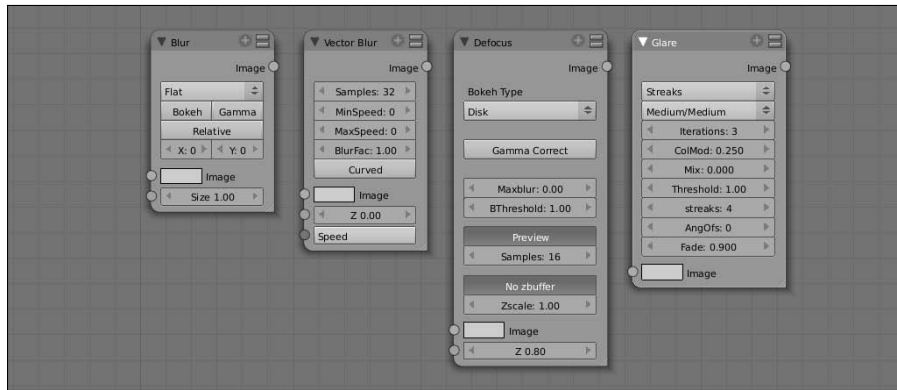 Blur
Image
Flat
Bokeh Gamma
Relative
X: 0 Y: 0
Image
Size 1.00
Vector Blur
Image
Samples: 32
MinSpeed: 0
MaxSpeed: 0
BlurFac: 1.00
Curved
Image
Z 0.00
Speed
Defocus
Image
Bokeh Type
Disk
Gamma Correct
Maxblur: 0.00
BThreshold: 1.00
Preview
Samples: 16
No zbuffer
Zscale: 1.00
Image
Z 0.80
Glare
Image
Streaks
Medium/Medium
Iterations: 3
ColMod: 0.250
Mix: 0.000
Threshold: 1.00
streaks: 4
AngOfs: 0
Fade: 0.900
Image